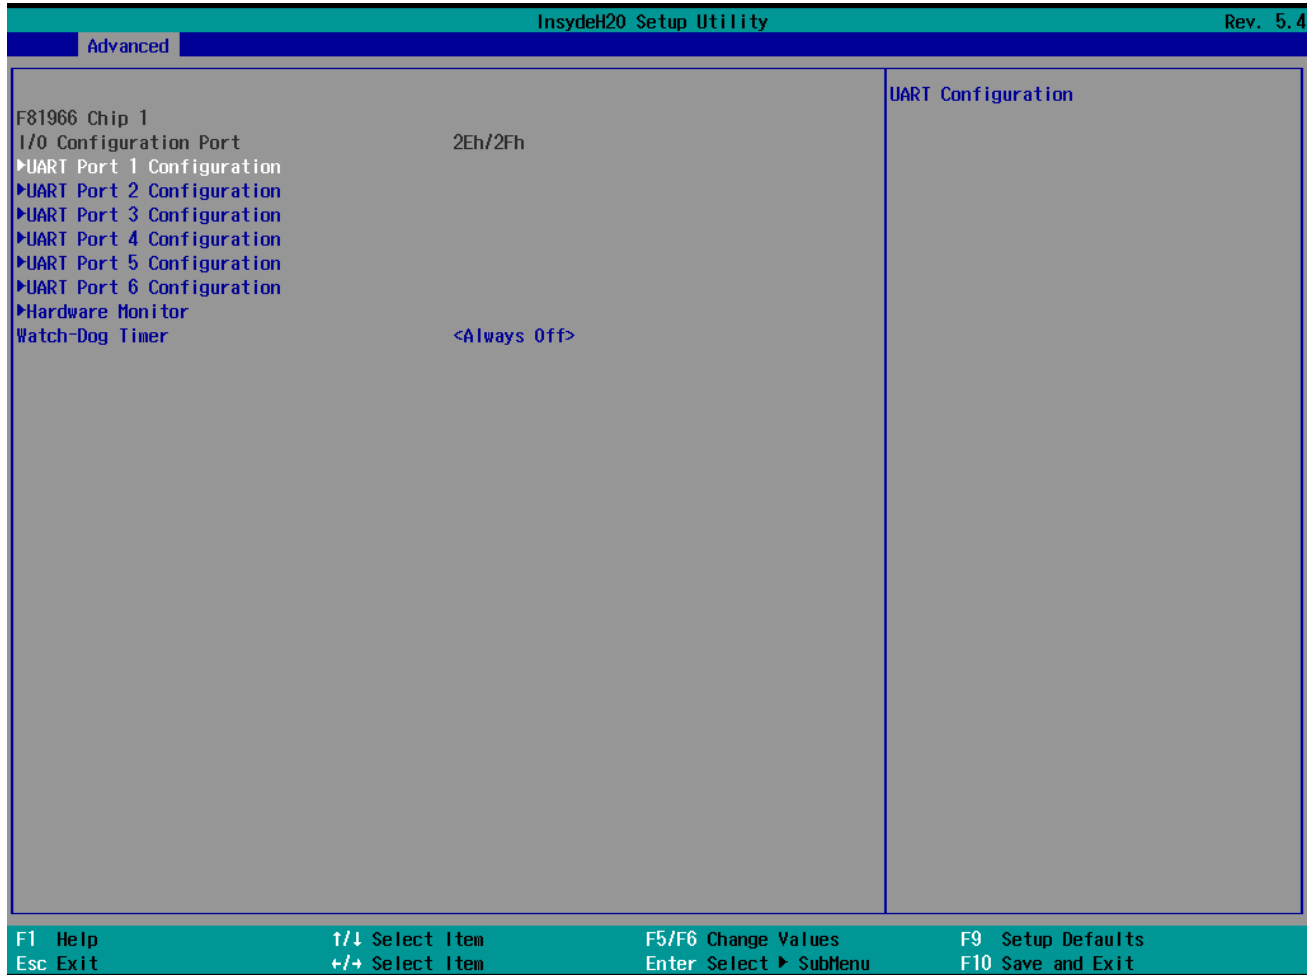 InsydeH20 Setup Utility Rev. 5.4
Advanced
UART Configuration
F81966 Chip 1
I/O Configuration Port 2Eh/2Fh
▶UART Port 1 Configuration
▶UART Port 2 Configuration
▶UART Port 3 Configuration
▶UART Port 4 Configuration
▶UART Port 5 Configuration
▶UART Port 6 Configuration
▶Hardware Monitor
Watch-Dog Timer <Always Off>
F1 Help ↑/↓ Select Item F5/F6 Change Values F9 Setup Defaults
Esc Exit ←/→ Select Item Enter Select ▶ SubMenu F10 Save and Exit